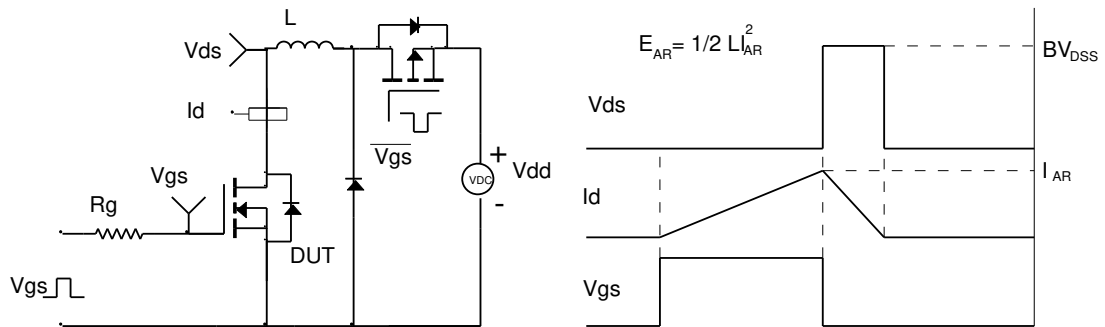 L
Vds
Id
Vgs
Vgs
Rg
DUT
Vgs
VDC
+
Vdd
-
E_AR= 1/2 LI_AR^2
BV_DSS
Vds
I_AR
Id
Vgs